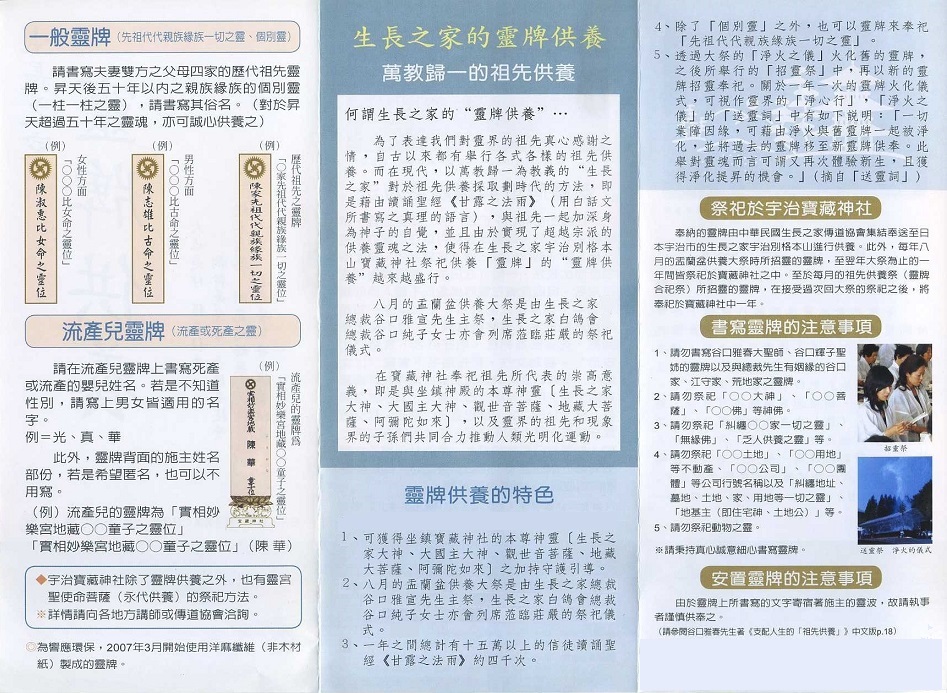 一般靈牌（先祖代代親族緣族一切之靈、個別靈）
請書寫夫妻雙方之父母四家的歷代祖先靈
牌。昇天後五十年以內之親族緣族的個別靈
（一柱一柱之靈），請書寫其俗名。（對於昇
天超過五十年之靈魂，亦可誠心供養之）
（例）
女性方面
「○○○比女命之靈位」
陳淑惠比女命之靈位
（例）
男性方面
「○○○比古命之靈位」
陳志雄比古命之靈位
（例）
歷代祖先之靈牌
「○家先祖代代親族緣族一切之靈位」
陳家先祖代代親族緣族一切之靈位
流產兒靈牌（流產或死產之靈）
請在流產兒靈牌上書寫死產
或流產的嬰兒姓名。若是不知道
性別，請寫上男女皆適用的名
字。
例＝光、真、華
此外，靈牌背面的施主姓名
部份，若是希望匿名，也可以不
用寫。
（例）流產兒的靈牌為「實相妙
樂宮地藏○○童子之靈位」
「實相妙樂宮地藏○○童子之靈位」（陳 華）
（例）
流產兒的靈牌為
「實相妙樂宮地藏○○童子之靈位」
實相妙樂宮地藏 陳 華 童子位
寶藏神社
◆宇治寶藏神社除了靈牌供養之外，也有靈宮
聖使命菩薩（永代供養）的祭祀方法。
※詳情請向各地方講師或傳道協會洽詢。
◎為響應環保，2007年3月開始使用洋麻纖維（非木材
紙）製成的靈牌。
生長之家的靈牌供養
萬教歸一的祖先供養
何謂生長之家的“靈牌供養”…
為了表達我們對靈界的祖先真心感謝之
情，自古以來都有舉行各式各樣的祖先供
養。而在現代，以萬教歸一為教義的“生長
之家”對於祖先供養採取劃時代的方法，即
是藉由讀誦聖經《甘露之法雨》（用白話文
所書寫之真理的語言），與祖先一起加深身
為神子的自覺，並且由於實現了超越宗派的
供養靈魂之法，使得在生長之家宇治別格本
山寶藏神社祭祀供養「靈牌」的“靈牌供
養”越來越盛行。
八月的盂蘭盆供養大祭是由生長之家
總裁谷口雅宣先生主祭，生長之家白鴿會
總裁谷口純子女士亦會列席蒞臨莊嚴的祭祀
儀式。
在寶藏神社奉祀祖先所代表的崇高意
義，即是與坐鎮神殿的本尊神靈〔生長之家
大神、大國主大神、觀世音菩薩、地藏大菩
薩、阿彌陀如來〕，以及靈界的祖先和現象
界的子孫們共同合力推動人類光明化運動。
靈牌供養的特色
1、可獲得坐鎮寶藏神社的本尊神靈〔生長之
家大神、大國主大神、觀世音菩薩、地藏
大菩薩、阿彌陀如來〕之加持守護引導。
2、八月的盂蘭盆供養大祭是由生長之家總裁
谷口雅宣先生主祭，生長之家白鴿會總裁
谷口純子女士亦會列席蒞臨莊嚴的祭祀儀
式。
3、一年之間總計有十五萬以上的信徒讀誦聖
經《甘露之法雨》約四千次。
4、除了「個別靈」之外，也可以靈牌來奉祀
「先祖代代親族緣族一切之靈」。
5、透過大祭的「淨火之儀」火化舊的靈牌，
之後所舉行的「招靈祭」中，再以新的靈
牌招靈奉祀。關於一年一次的靈牌火化儀
式，可視作靈界的「淨心行」，「淨火之
儀」的「送靈詞」中有如下說明：「一切
業障因緣，可藉由淨火與舊靈牌一起被淨
化，並將過去的靈牌移至新靈牌供奉。此
舉對靈魂而言可謂又再次體驗新生，且獲
得淨化提昇的機會。」（摘自「送靈詞」）
祭祀於宇治寶藏神社
奉納的靈牌由中華民國生長之家傳道協會集結奉送至日
本宇治市的生長之家宇治別格本山進行供養。此外，每年八
月的盂蘭盆供養大祭時所招靈的靈牌，至翌年大祭為止的一
年間皆祭祀於寶藏神社之中。至於每月的祖先供養祭（靈牌
合祀祭）所招靈的靈牌，在接受過次回大祭的祭祀之後，將
奉祀於寶藏神社中一年。
書寫靈牌的注意事項
1、請勿書寫谷口雅春大聖師、谷口輝子聖
姉的靈牌以及與總裁先生有姻緣的谷口
家、江守家、荒地家之靈牌。
2、請勿祭祀「○○大神」、「○○菩
薩」、「○○佛」等神佛。
3、請勿祭祀「糾纏○○家一切之靈」、
「無緣佛」、「乏人供養之靈」等。
4、請勿祭祀「○○土地」、「○○用地」
等不動產、「○○公司」、「○○團
體」等公司行號名稱以及「糾纏地址、
墓地、土地、家、用地等一切之靈」、
「地基主（即住宅神、土地公）」等。
5、請勿祭祀動物之靈。
※請秉持真心誠意細心書寫靈牌。
招靈祭
送靈祭　淨火的儀式
安置靈牌的注意事項
由於靈牌上所書寫的文字寄宿著施主的靈波，故請執事
者謹慎供奉之。
（請參閱谷口雅春先生著《支配人生的「祖先供養」》中文版p.18）